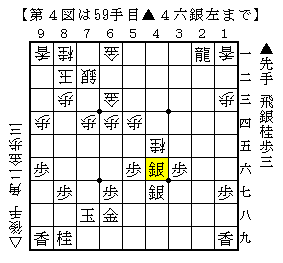 【第４図は59手目▲４六銀左まで】
９ ８ ７ ６ ５ ４ ３ ２ １
香 桂 金 龍 香 一
玉 銀 二
歩 金 三
歩 歩 歩 歩 歩 四
桂 五
歩 歩 銀 歩 六
歩 歩 銀 歩 七
玉 金 八
香 桂 香 九
▲先手 飛銀桂歩三
△後手 角二金歩三